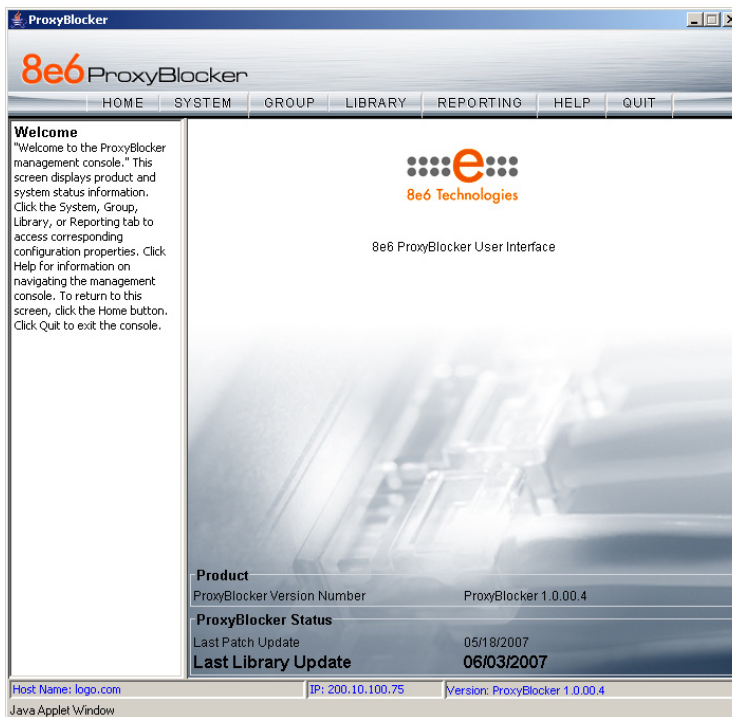 ProxyBlocker
8e6 ProxyBlocker
HOME SYSTEM GROUP LIBRARY REPORTING HELP QUIT
Welcome
"Welcome to the ProxyBlocker
management console." This
screen displays product and
system status information.
Click the System, Group,
Library, or Reporting tab to
access corresponding
configuration properties. Click
Help for information on
navigating the management
console. To return to this
screen, click the Home button.
Click Quit to exit the console.
e
8e6 Technologies
8e6 ProxyBlocker User Interface
Product
ProxyBlocker Version Number ProxyBlocker 1.0.00.4
ProxyBlocker Status
Last Patch Update 05/18/2007
Last Library Update 06/03/2007
Host Name: logo.com IP: 200.10.100.75 Version: ProxyBlocker 1.0.00.4
Java Applet Window